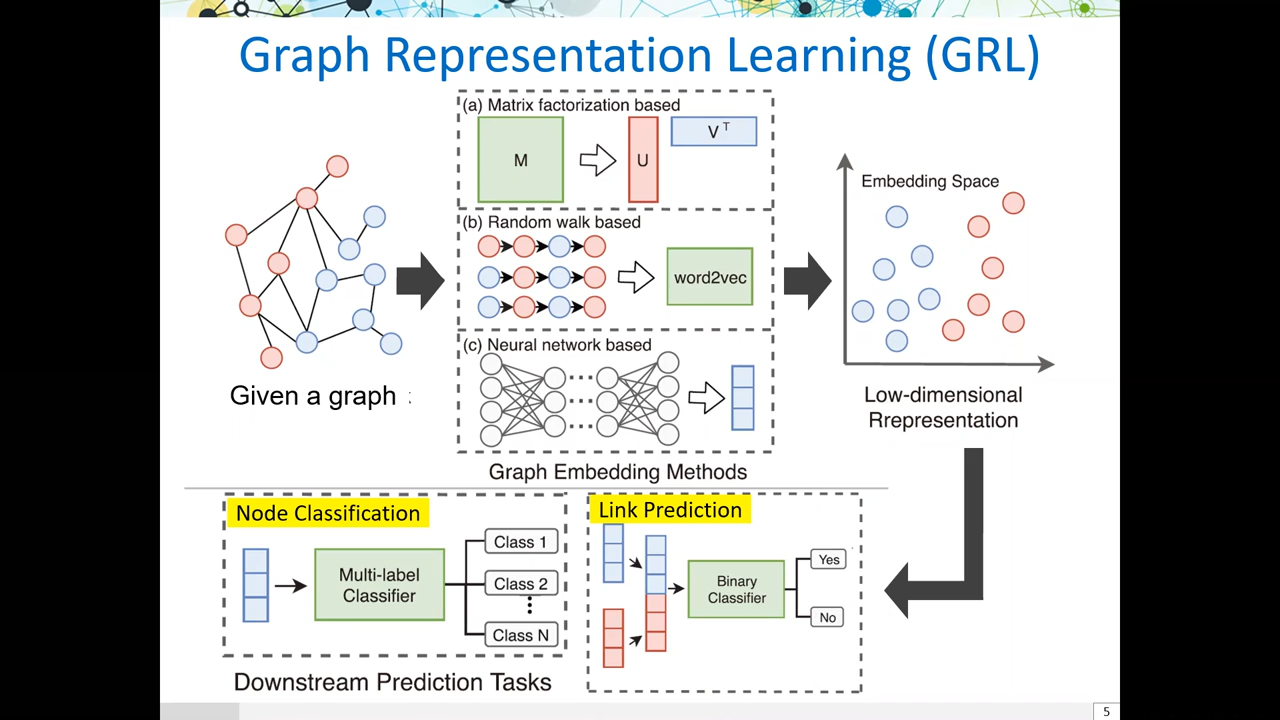 Graph Representation Learning (GRL)
(a) Matrix factorization based
M
U
V T
(b) Random walk based
word2vec
(c) Neural network based
Graph Embedding Methods
Given a graph :
Embedding Space
Low-dimensional
Rrepresentation
Node Classification
Multi-label
Classifier
Class 1
Class 2
Class N
Link Prediction
Binary
Classifier
Yes
No
Downstream Prediction Tasks
5